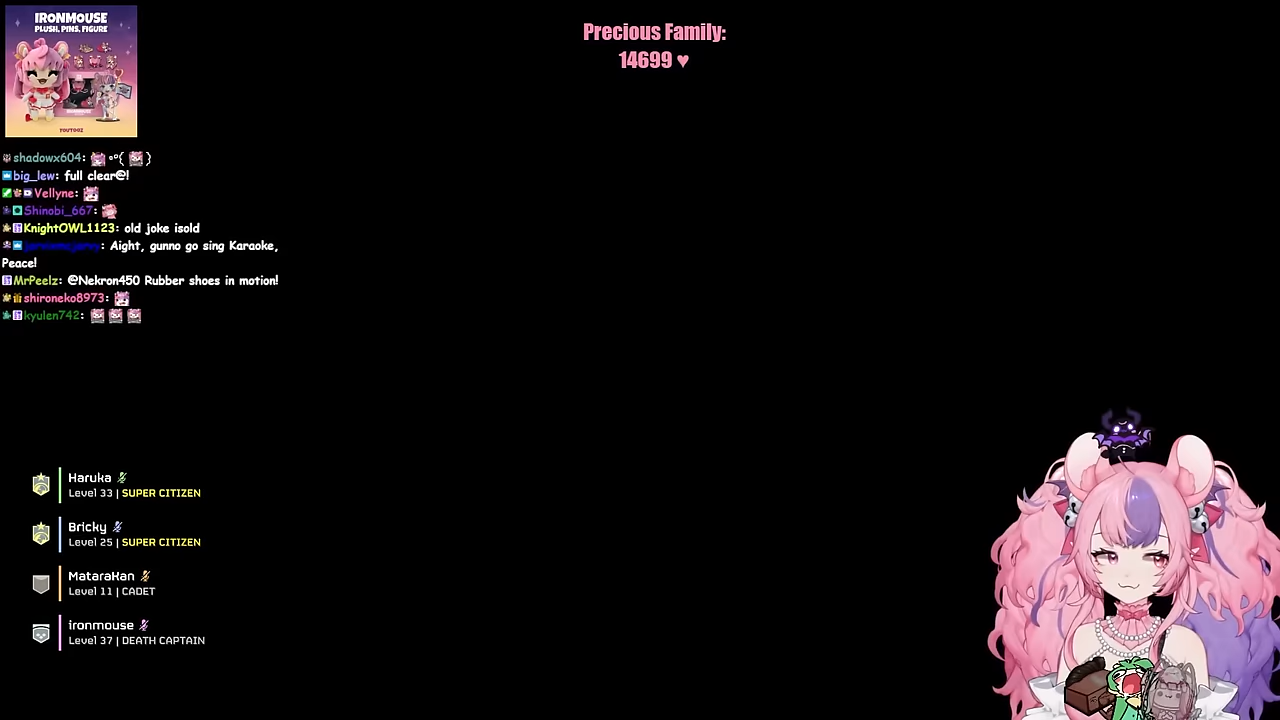 IRONMOUSE
PLUSH, PINS, FIGURE
YOUTOOZ
Precious Family:
14699 ♥
shadowx604: °º{ }
big_lew: full clear@!
Vellyne:
Shinobi_667:
KnightOWL1123: old joke isold
: Aight, gunno go sing Karaoke,
Peace!
MrPeelz: @Nekron450 Rubber shoes in motion!
shironeko8973:
kyulen742:
Haruka
Level 33 | SUPER CITIZEN
Bricky
Level 25 | SUPER CITIZEN
MataraKan
Level 11 | CADET
ironmouse
Level 37 | DEATH CAPTAIN